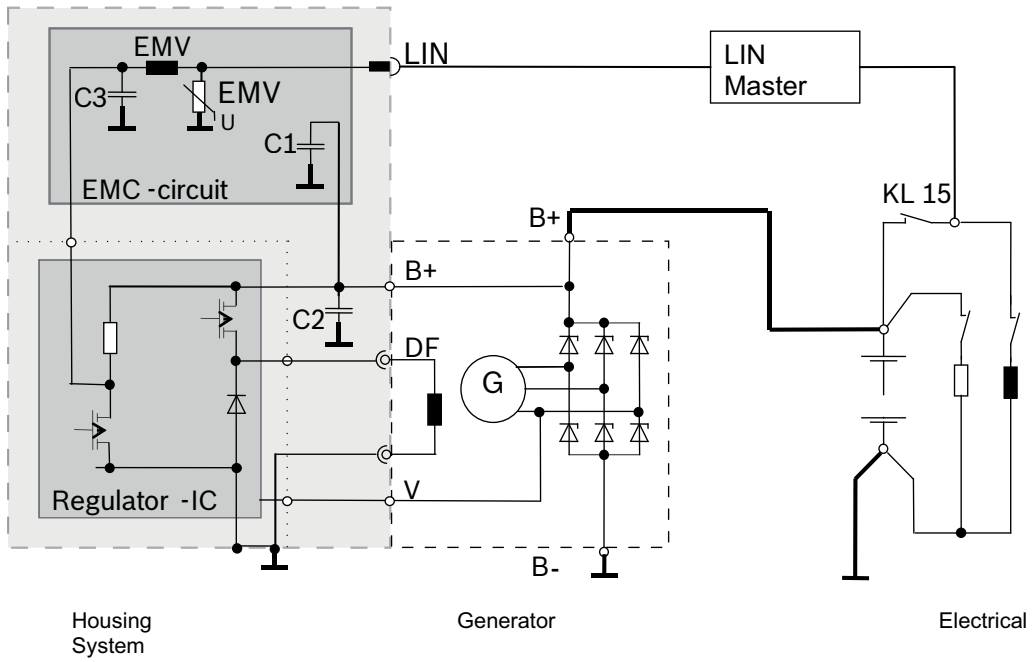 EMV
LIN
C3
EMV
U
C1
EMC -circuit
LIN
Master
KL 15
B+
B+
C2
DF
G
Regulator -IC
V
B-
Housing
System
Generator
Electrical